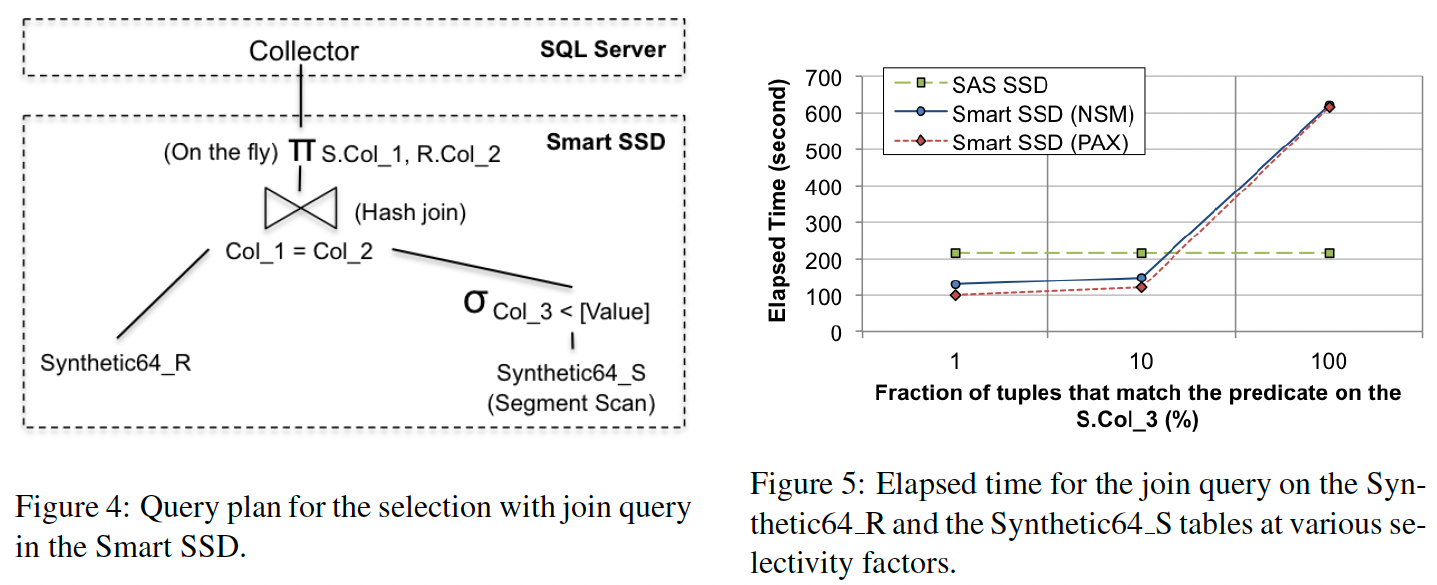 Collector
SQL Server
Smart SSD
(On the fly) π S.Col_1, R.Col_2
(Hash join)
Col_1 = Col_2
σ Col_3 < [Value]
Synthetic64_R
Synthetic64_S
(Segment Scan)
Figure 4: Query plan for the selection with join query
in the Smart SSD.
SAS SSD
Smart SSD (NSM)
Smart SSD (PAX)
Elapsed Time (second)
700
600
500
400
300
200
100
0
1 10 100
Fraction of tuples that match the predicate on the
S.Col_3 (%)
Figure 5: Elapsed time for the join query on the Syn-
thetic64_R and the Synthetic64_S tables at various se-
lectivity factors.